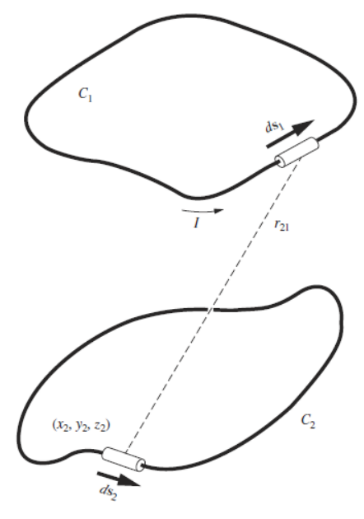 C₁
ds₁
I
r₂₁
(x₂, y₂, z₂)
C₂
ds₂